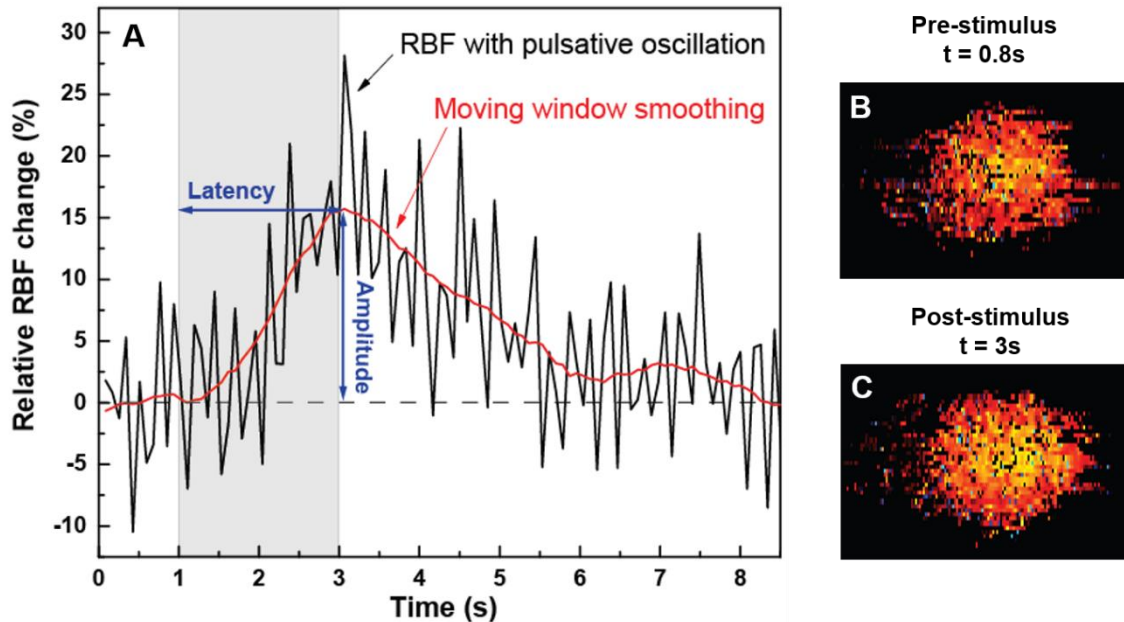 A
RBF with pulsative oscillation
Moving window smoothing
Latency
Amplitude
Relative RBF change (%)
30
25
20
15
10
5
0
-5
-10
0 1 2 3 4 5 6 7 8
Time (s)
Pre-stimulus
t = 0.8s
B
Post-stimulus
t = 3s
C